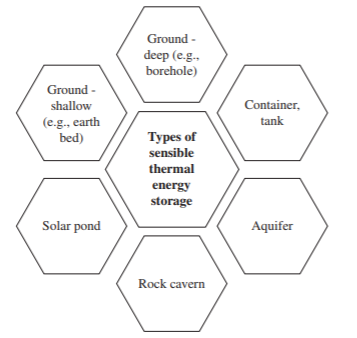 Ground -
deep (e.g.,
borehole)
Ground -
shallow
(e.g., earth
bed)
Container,
tank
Types of
sensible
thermal
energy
storage
Solar pond
Aquifer
Rock cavern